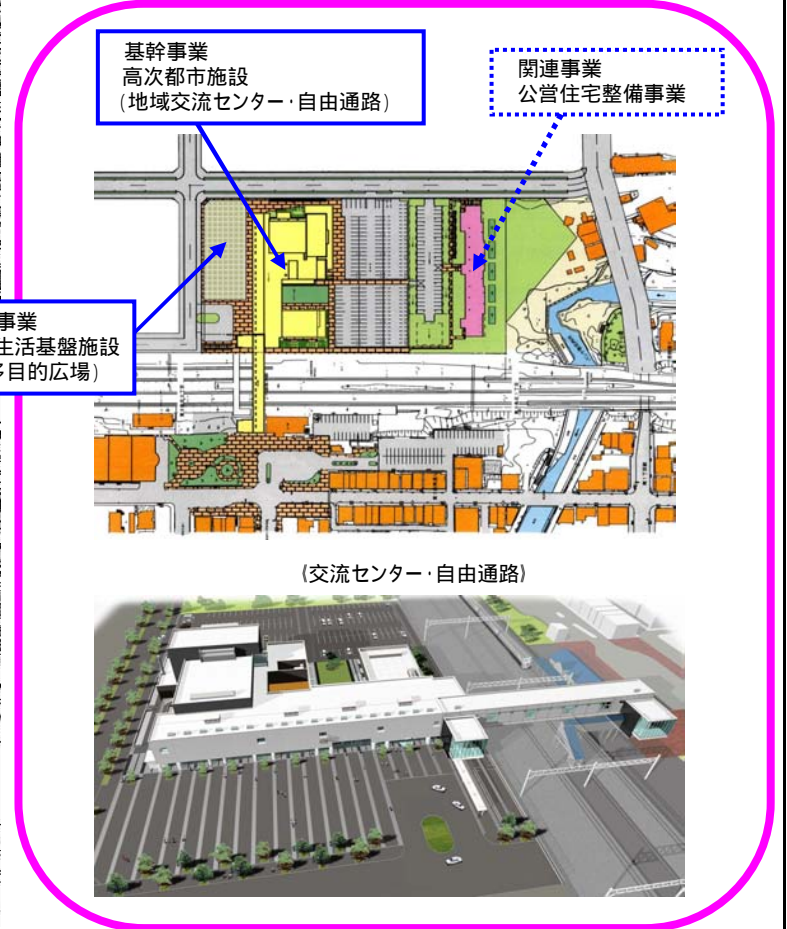 基幹事業
高次都市施設
(地域交流センター・自由通路)
関連事業
公営住宅整備事業
事業
生活基盤施設
多目的広場)
(交流センター・自由通路)